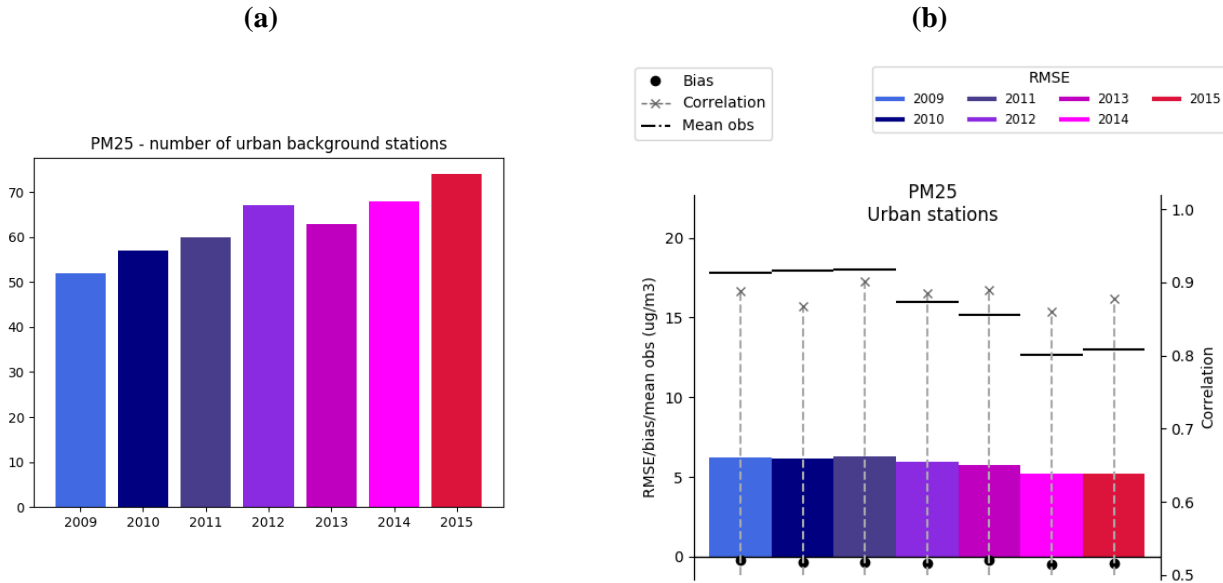 (a)
PM25 - number of urban background stations
70
60
50
40
30
20
10
0
2009 2010 2011 2012 2013 2014 2015
(b)
Bias
Correlation
Mean obs
RMSE
2009 2011 2013 2015
2010 2012 2014
PM25
Urban stations
RMSE/bias/mean obs (ug/m3)
20
15
10
5
0
1.0
0.9
0.8
0.7
0.6
0.5
Correlation